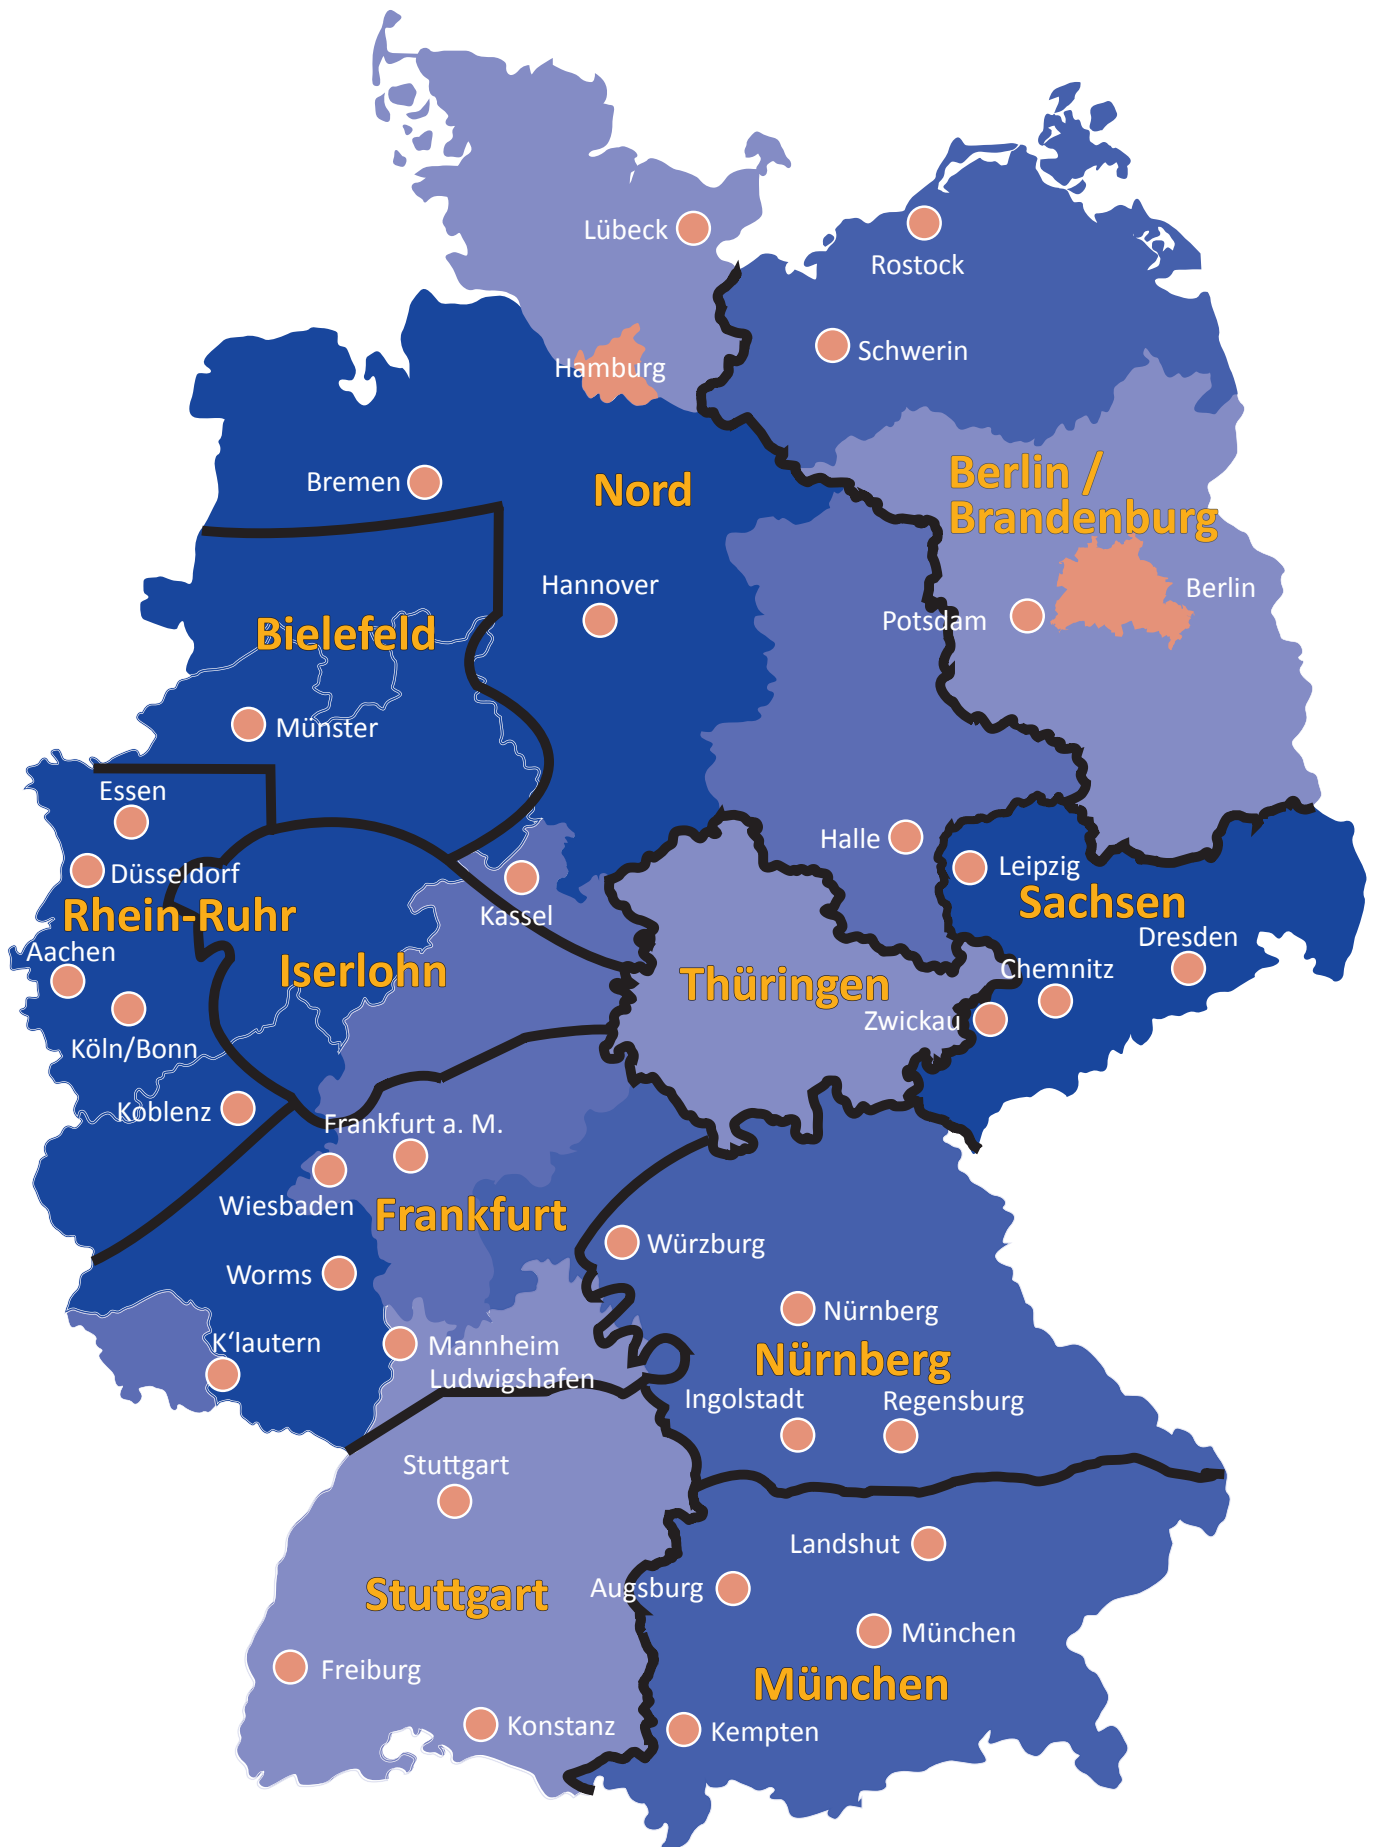 Lübeck
Rostock
Schwerin
Hamburg
Bremen
Nord
Berlin /
Brandenburg
Hannover
Berlin
Potsdam
Bielefeld
Münster
Essen
Halle
Leipzig
Düsseldorf
Kassel
Sachsen
Rhein-Ruhr
Dresden
Aachen
Iserlohn
Thüringen
Chemnitz
Zwickau
Köln/Bonn
Koblenz
Frankfurt a. M.
Wiesbaden
Frankfurt
Würzburg
Worms
Nürnberg
K‘lautern
Mannheim
Ludwigshafen
Nürnberg
Ingolstadt
Regensburg
Stuttgart
Landshut
Augsburg
Stuttgart
München
Freiburg
München
Konstanz
Kempten